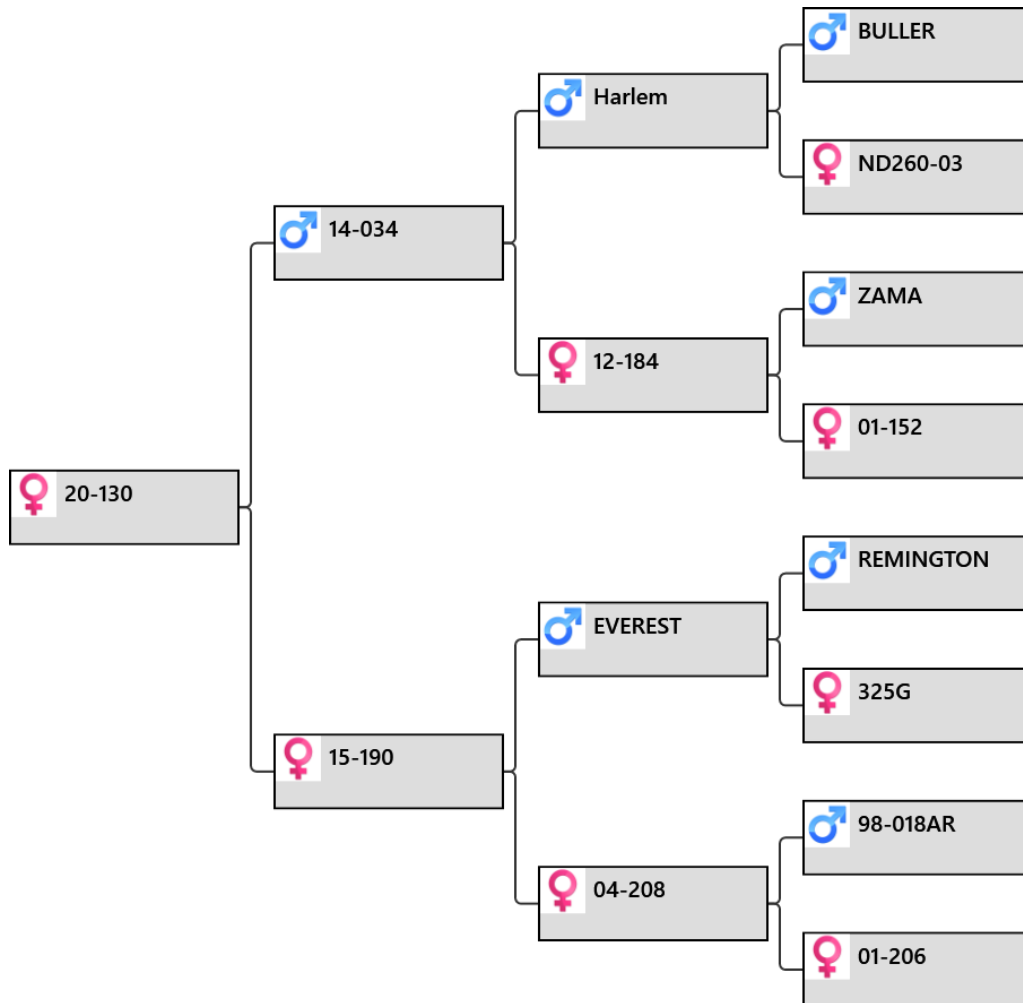 BULLER
Harlem
ND260-03
14-034
ZAMA
12-184
01-152
20-130
REMINGTON
EVEREST
325G
15-190
98-018AR
04-208
01-206